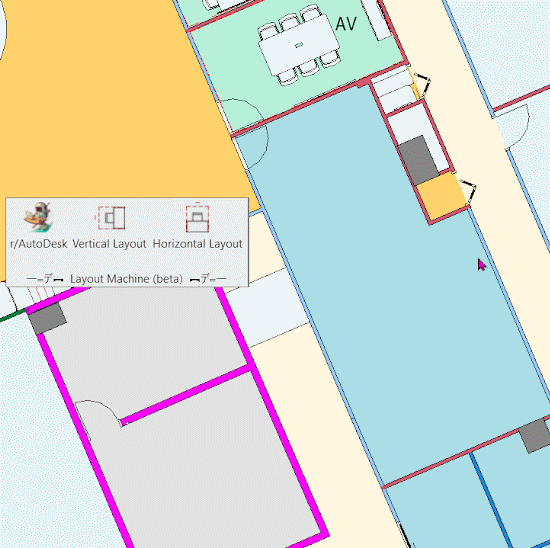 AV
r/AutoDesk Vertical Layout Horizontal Layout
Layout Machine (beta)